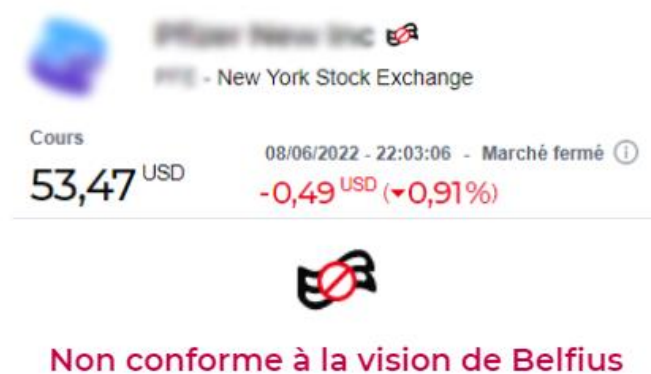 - New York Stock Exchange
Cours
53,47 USD
08/06/2022 - 22:03:06 - Marché fermé
-0,49 USD (▾0,91%)
Non conforme à la vision de Belfius